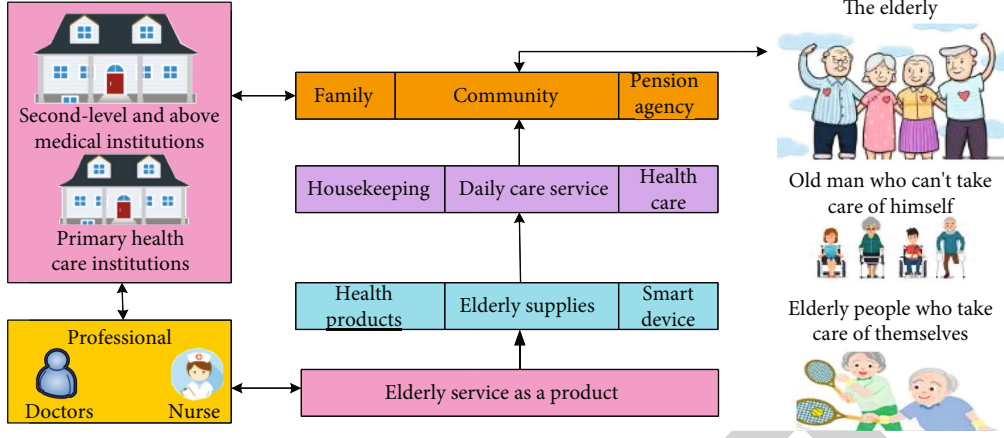 Second-level and above
medical institutions
Primary health
care institutions
Professional
Doctors
Nurse
Family
Community
Pension
agency
Housekeeping
Daily care service
Health
care
Health
products
Elderly supplies
Smart
device
Elderly service as a product
The elderly
Old man who can't take
care of himself
Elderly people who take
care of themselves